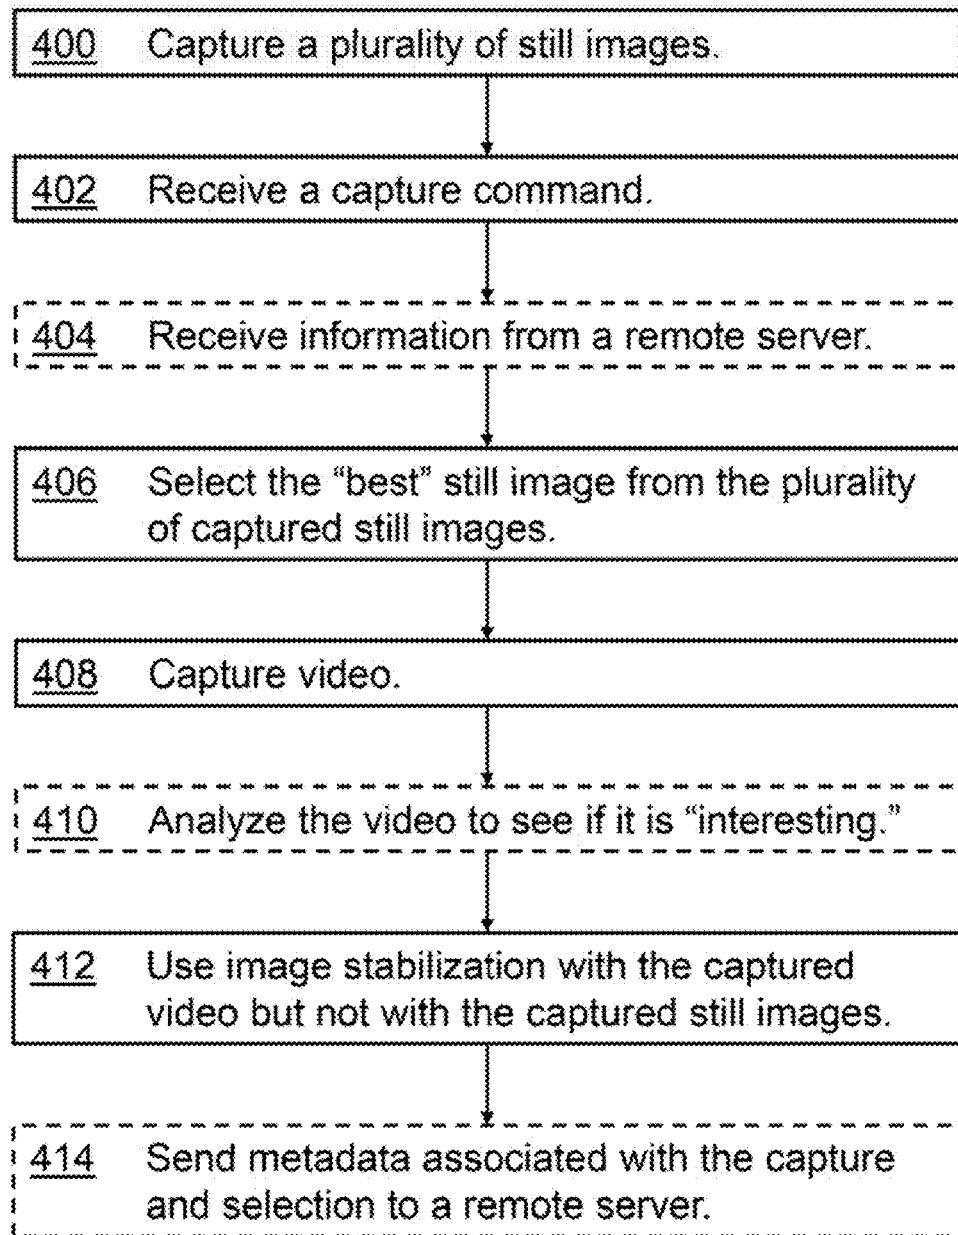 400 Capture a plurality of still images.
402 Receive a capture command.
404 Receive information from a remote server.
406 Select the “best” still image from the plurality
of captured still images.
408 Capture video.
410 Analyze the video to see if it is “interesting.”
412 Use image stabilization with the captured
video but not with the captured still images.
414 Send metadata associated with the capture
and selection to a remote server.